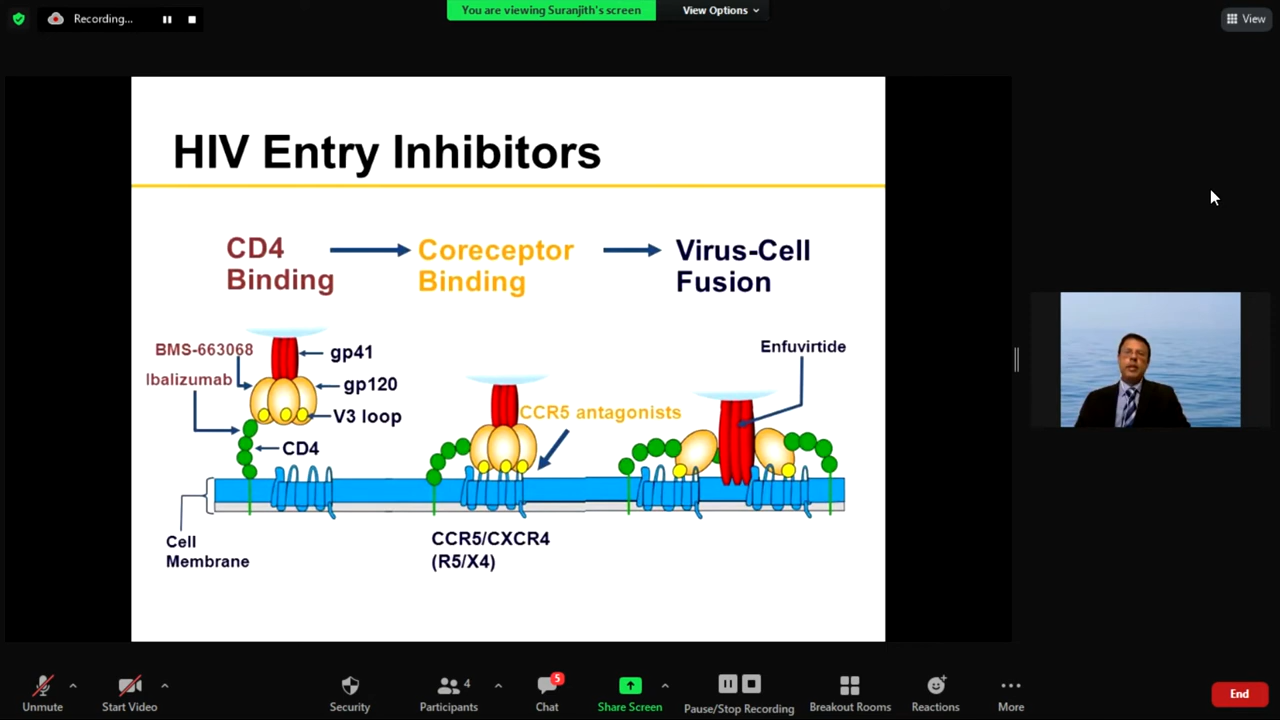 Recording...
You are viewing Suranjith's screen
View Options
View
HIV Entry Inhibitors
CD4
Binding
Coreceptor
Binding
Virus-Cell
Fusion
BMS-663068
Ibalizumab
gp41
gp120
V3 loop
CD4
CCR5 antagonists
Enfuvirtide
Cell
Membrane
CCR5/CXCR4
(R5/X4)
Unmute
Start Video
Security
4
Participants
5
Chat
Share Screen
Pause/Stop Recording
Breakout Rooms
Reactions
More
End